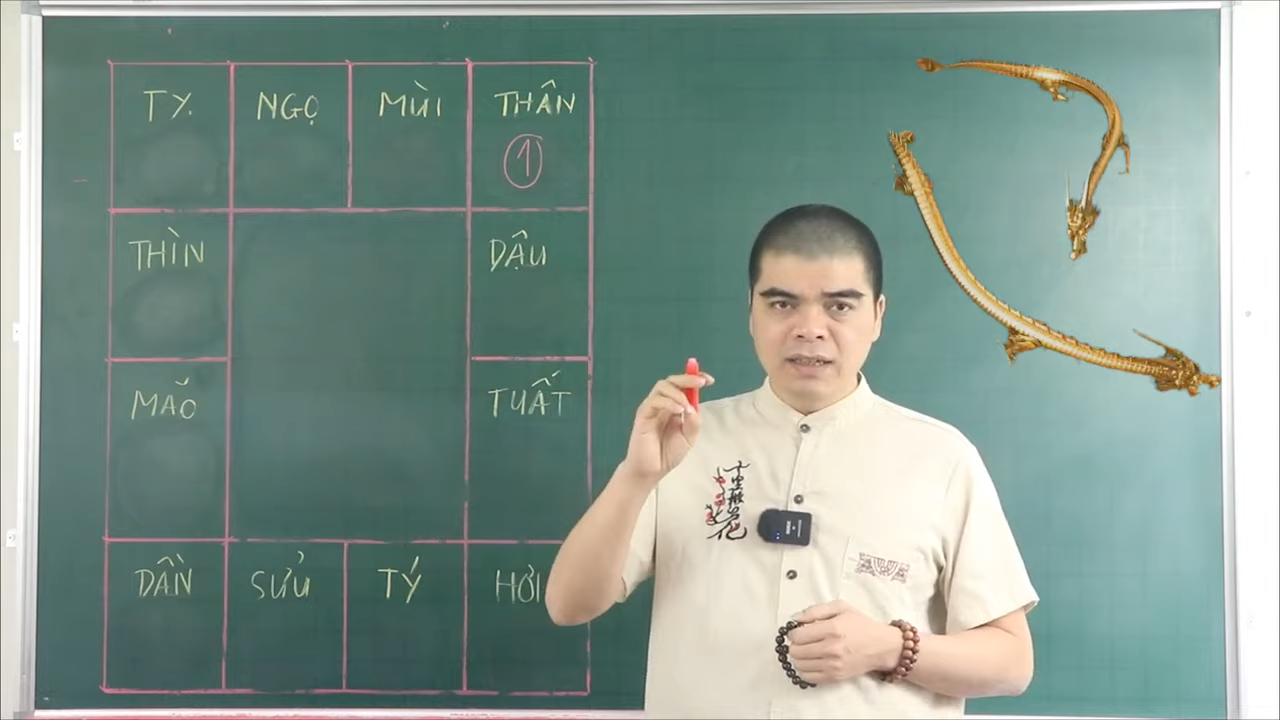 TỴ NGỌ MÙI THÂN
1
THÌN DẬU
MÃO TUẤT
DẦN SỬU TÝ HỢI